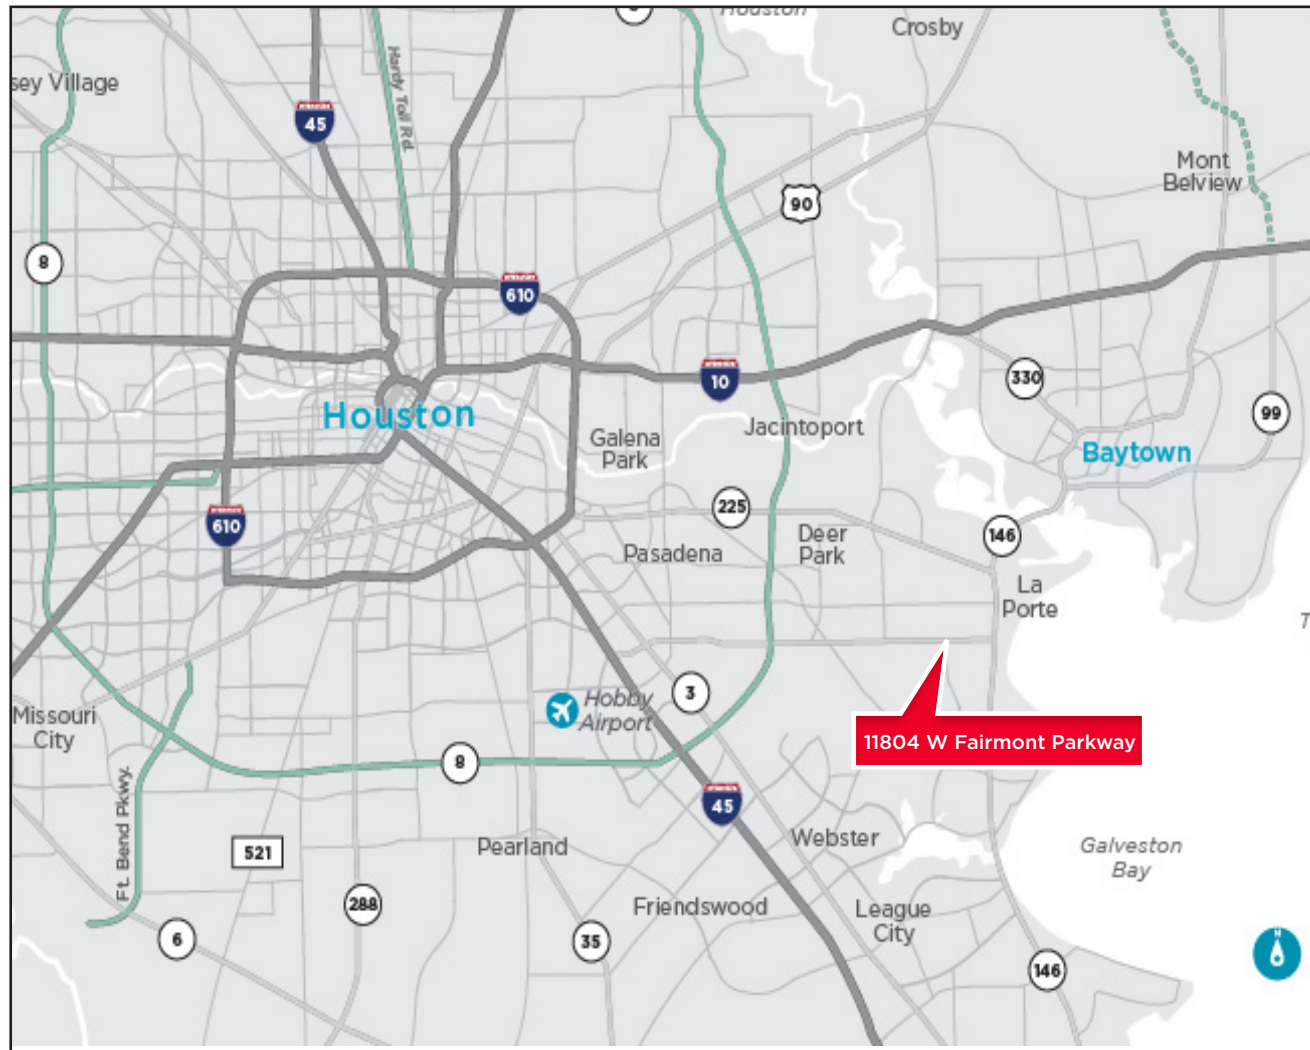 Houston
Crosby
sey Village
Hardy Toll Rd.
45
Mont
Belview
90
8
610
10
330
99
Houston
Jacintoport
Galena
Park
Baytown
225
610
146
Deer
Park
Pasadena
La
Porte
T
3
Hobby
Airport
Missouri
City
11804 W Fairmont Parkway
8
45
Ft. Bend Pkwy.
521
Pearland
Webster
Galveston
Bay
288
Friendswood
League
City
6
35
146
N